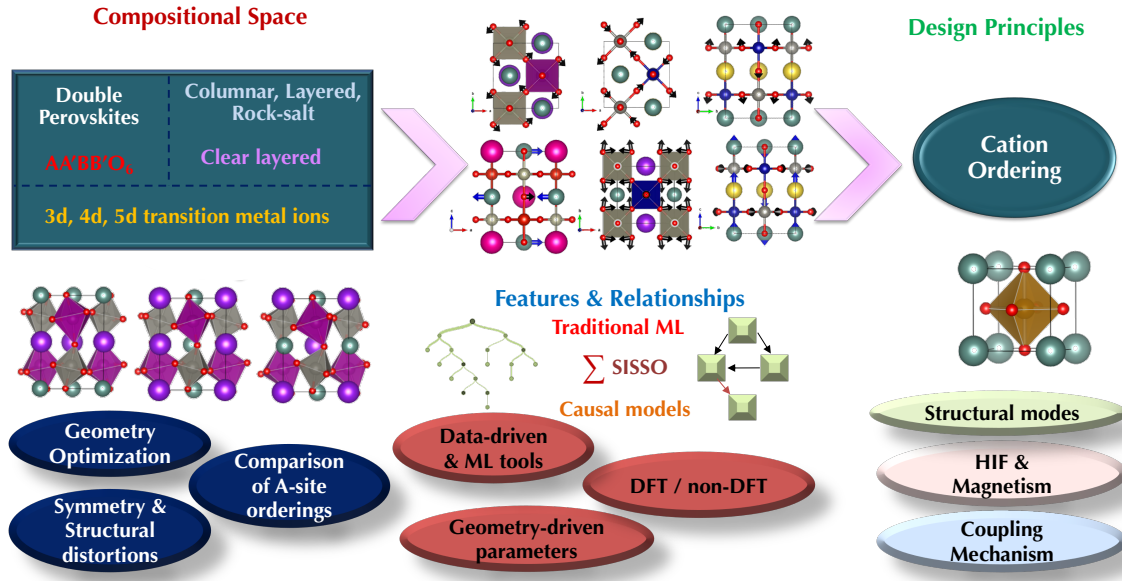 Compositional Space
Double
Perovskites
Columnar, Layered,
Rock-salt
AA'BB'O₆
Clear layered
3d, 4d, 5d transition metal ions
Design Principles
Cation
Ordering
Features & Relationships
Traditional ML
∑ SISSO
Causal models
Geometry
Optimization
Comparison
of A-site
orderings
Symmetry &
Structural
distortions
Data-driven
& ML tools
DFT / non-DFT
Geometry-driven
parameters
Structural modes
HIF &
Magnetism
Coupling
Mechanism